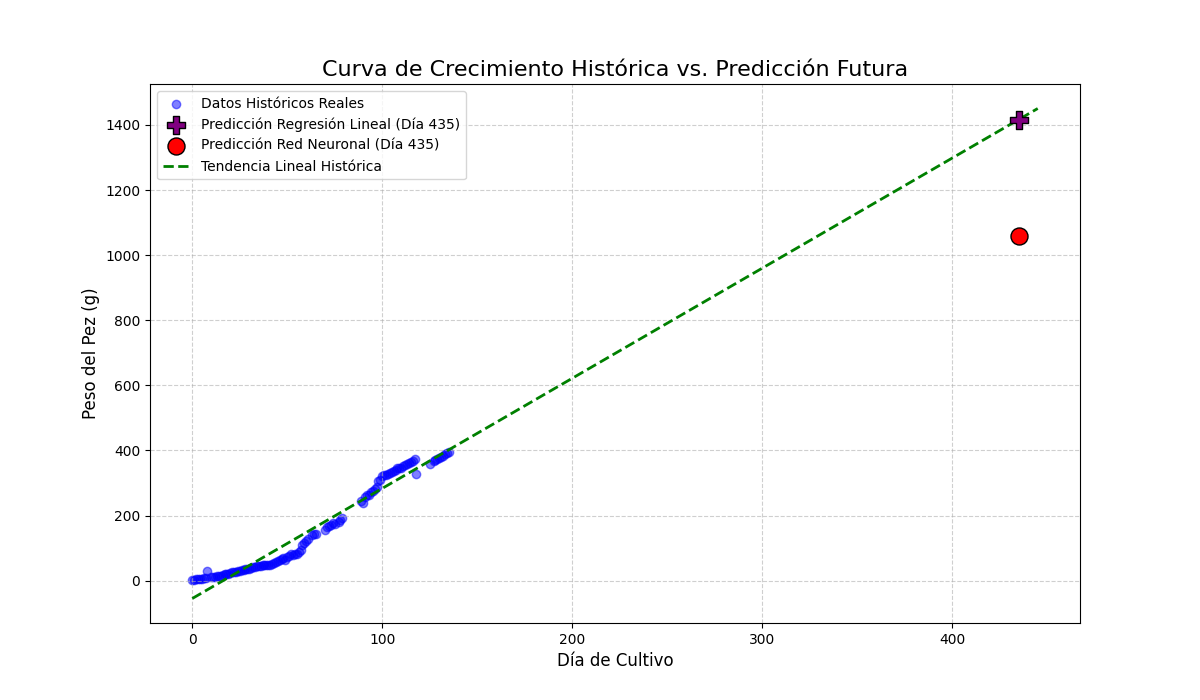 Curva de Crecimiento Histórica vs. Predicción Futura
Datos Históricos Reales
Predicción Regresión Lineal (Día 435)
Predicción Red Neuronal (Día 435)
Tendencia Lineal Histórica
1400
1200
1000
800
600
400
200
0
Peso del Pez (g)
0 100 200 300 400
Día de Cultivo